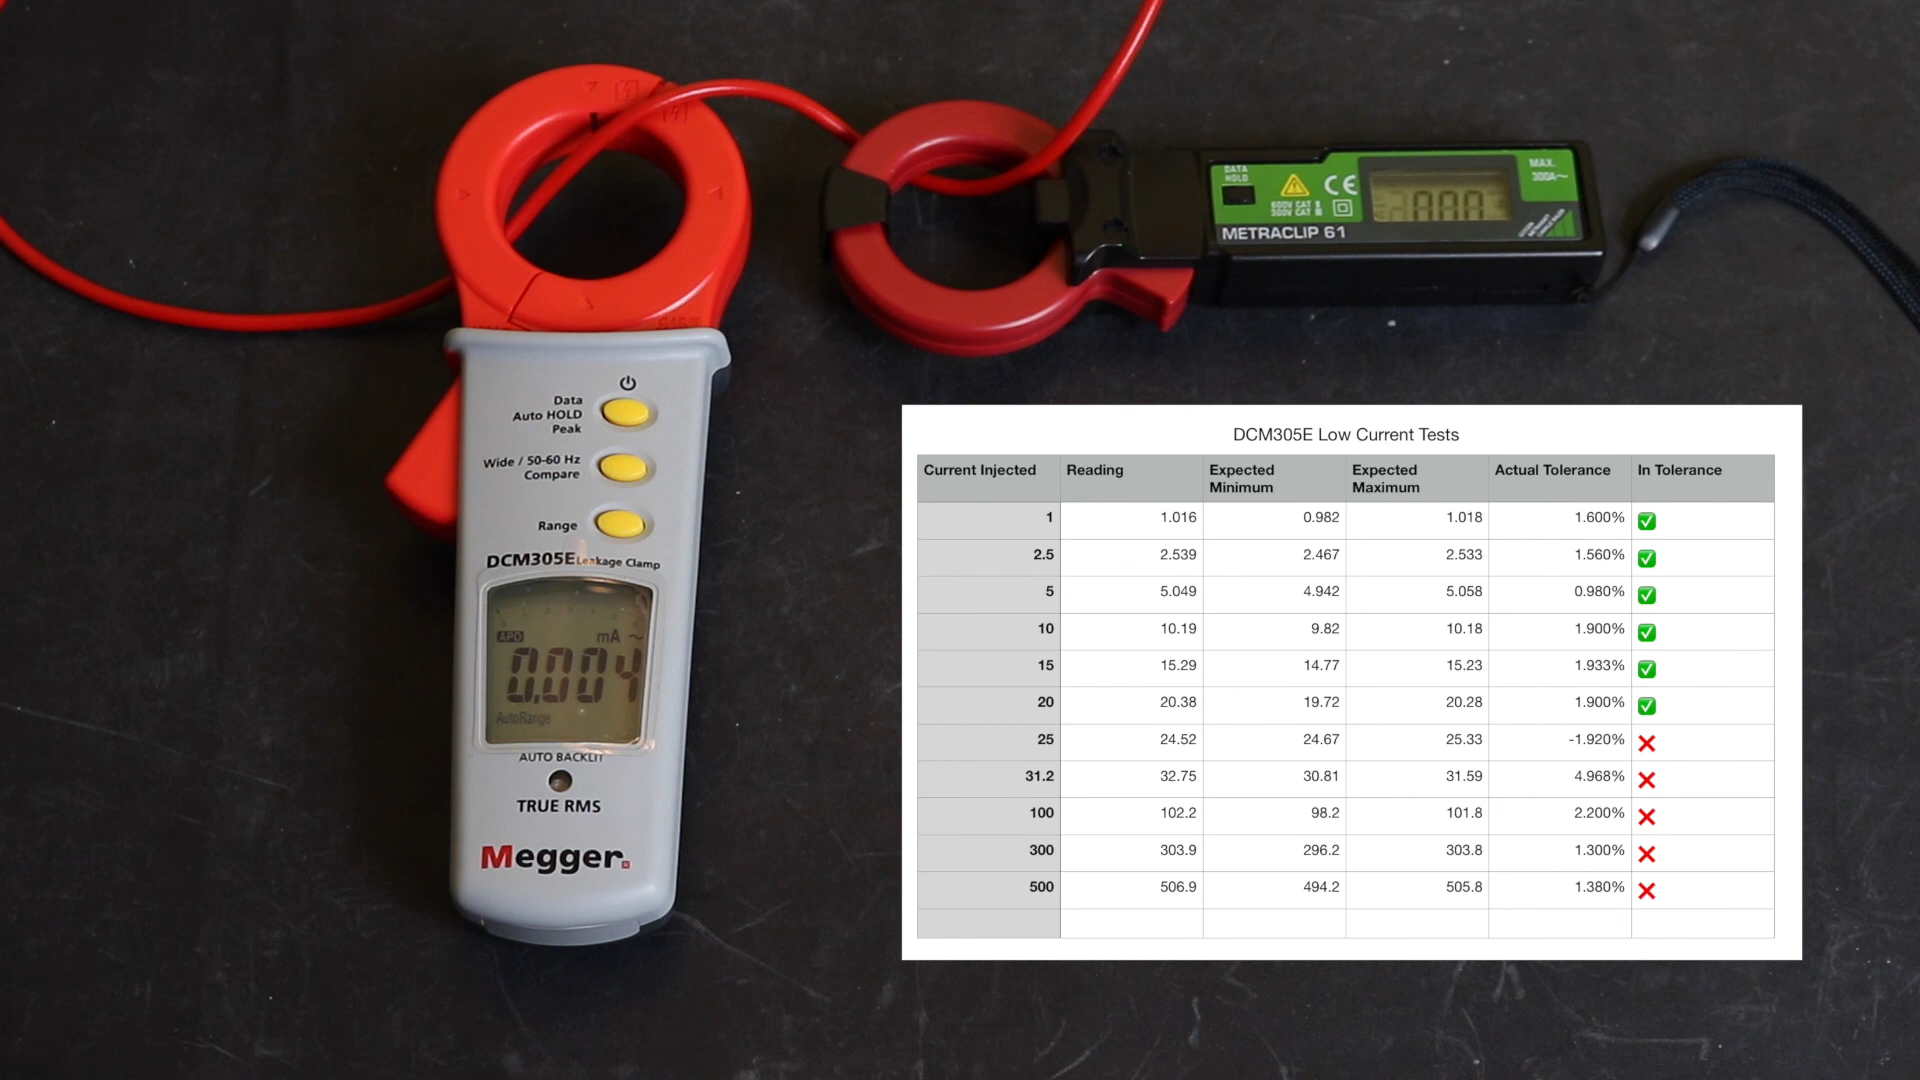 DATA
HOLD
600V CAT II
300V CAT III
CE
MAX.
300A~
METRACLIP 61
Data
Auto HOLD
Peak
Wide / 50-60 Hz
Compare
Range
DCM305E Leakage Clamp
APO
mA ~
0.004
AutoRange
AUTO BACKLIT
TRUE RMS
Megger.
DCM305E Low Current Tests
Current Injected Reading Expected Minimum Expected Maximum Actual Tolerance In Tolerance
1 1.016 0.982 1.018 1.600% ✅
2.5 2.539 2.467 2.533 1.560% ✅
5 5.049 4.942 5.058 0.980% ✅
10 10.19 9.82 10.18 1.900% ✅
15 15.29 14.77 15.23 1.933% ✅
20 20.38 19.72 20.28 1.900% ✅
25 24.52 24.67 25.33 -1.920% ❌
31.2 32.75 30.81 31.59 4.968% ❌
100 102.2 98.2 101.8 2.200% ❌
300 303.9 296.2 303.8 1.300% ❌
500 506.9 494.2 505.8 1.380% ❌